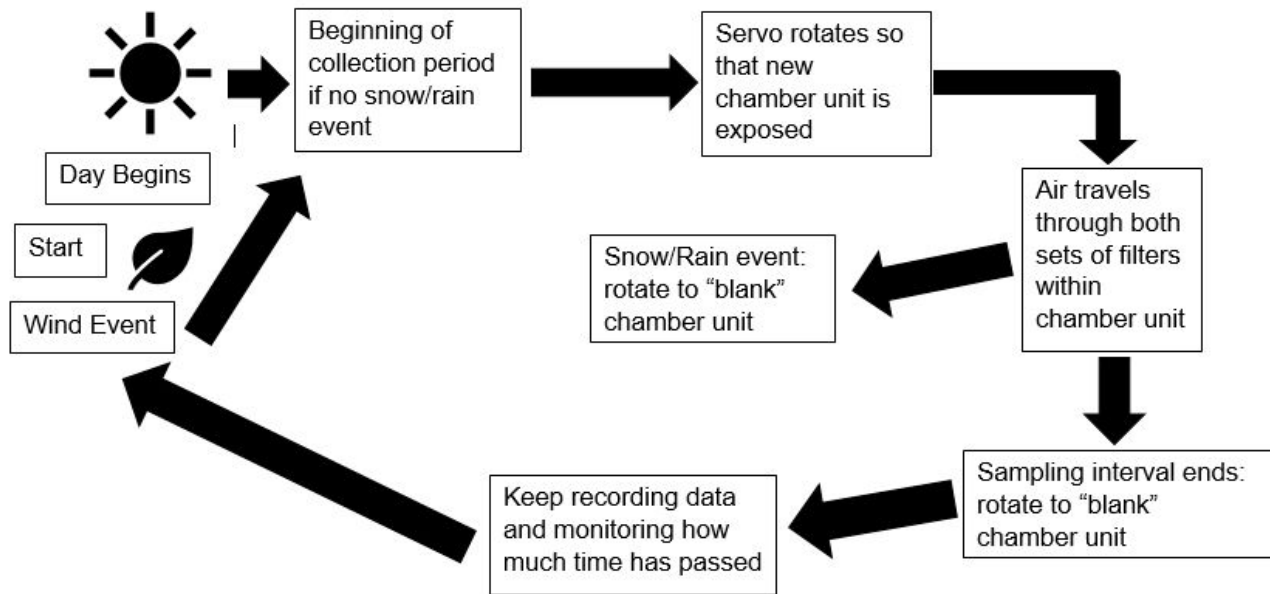 Day Begins
Start
Wind Event
Beginning of
collection period
if no snow/rain
event
Servo rotates so
that new
chamber unit is
exposed
Air travels
through both
sets of filters
within
chamber unit
Snow/Rain event:
rotate to “blank”
chamber unit
Sampling interval ends:
rotate to “blank”
chamber unit
Keep recording data
and monitoring how
much time has passed